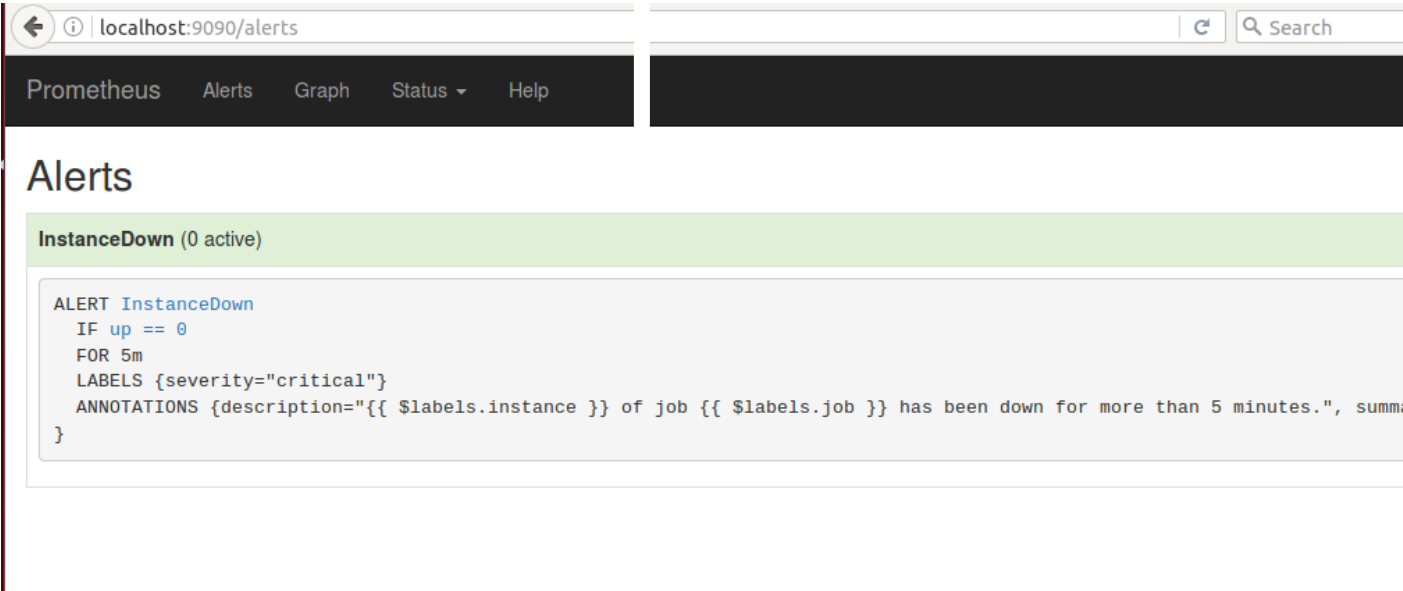 localhost:9090/alerts Search
Prometheus Alerts Graph Status Help
Alerts
InstanceDown (0 active)
ALERT InstanceDown
IF up == 0
FOR 5m
LABELS {severity="critical"}
ANNOTATIONS {description="{{ $labels.instance }} of job {{ $labels.job }} has been down for more than 5 minutes.", summ
}